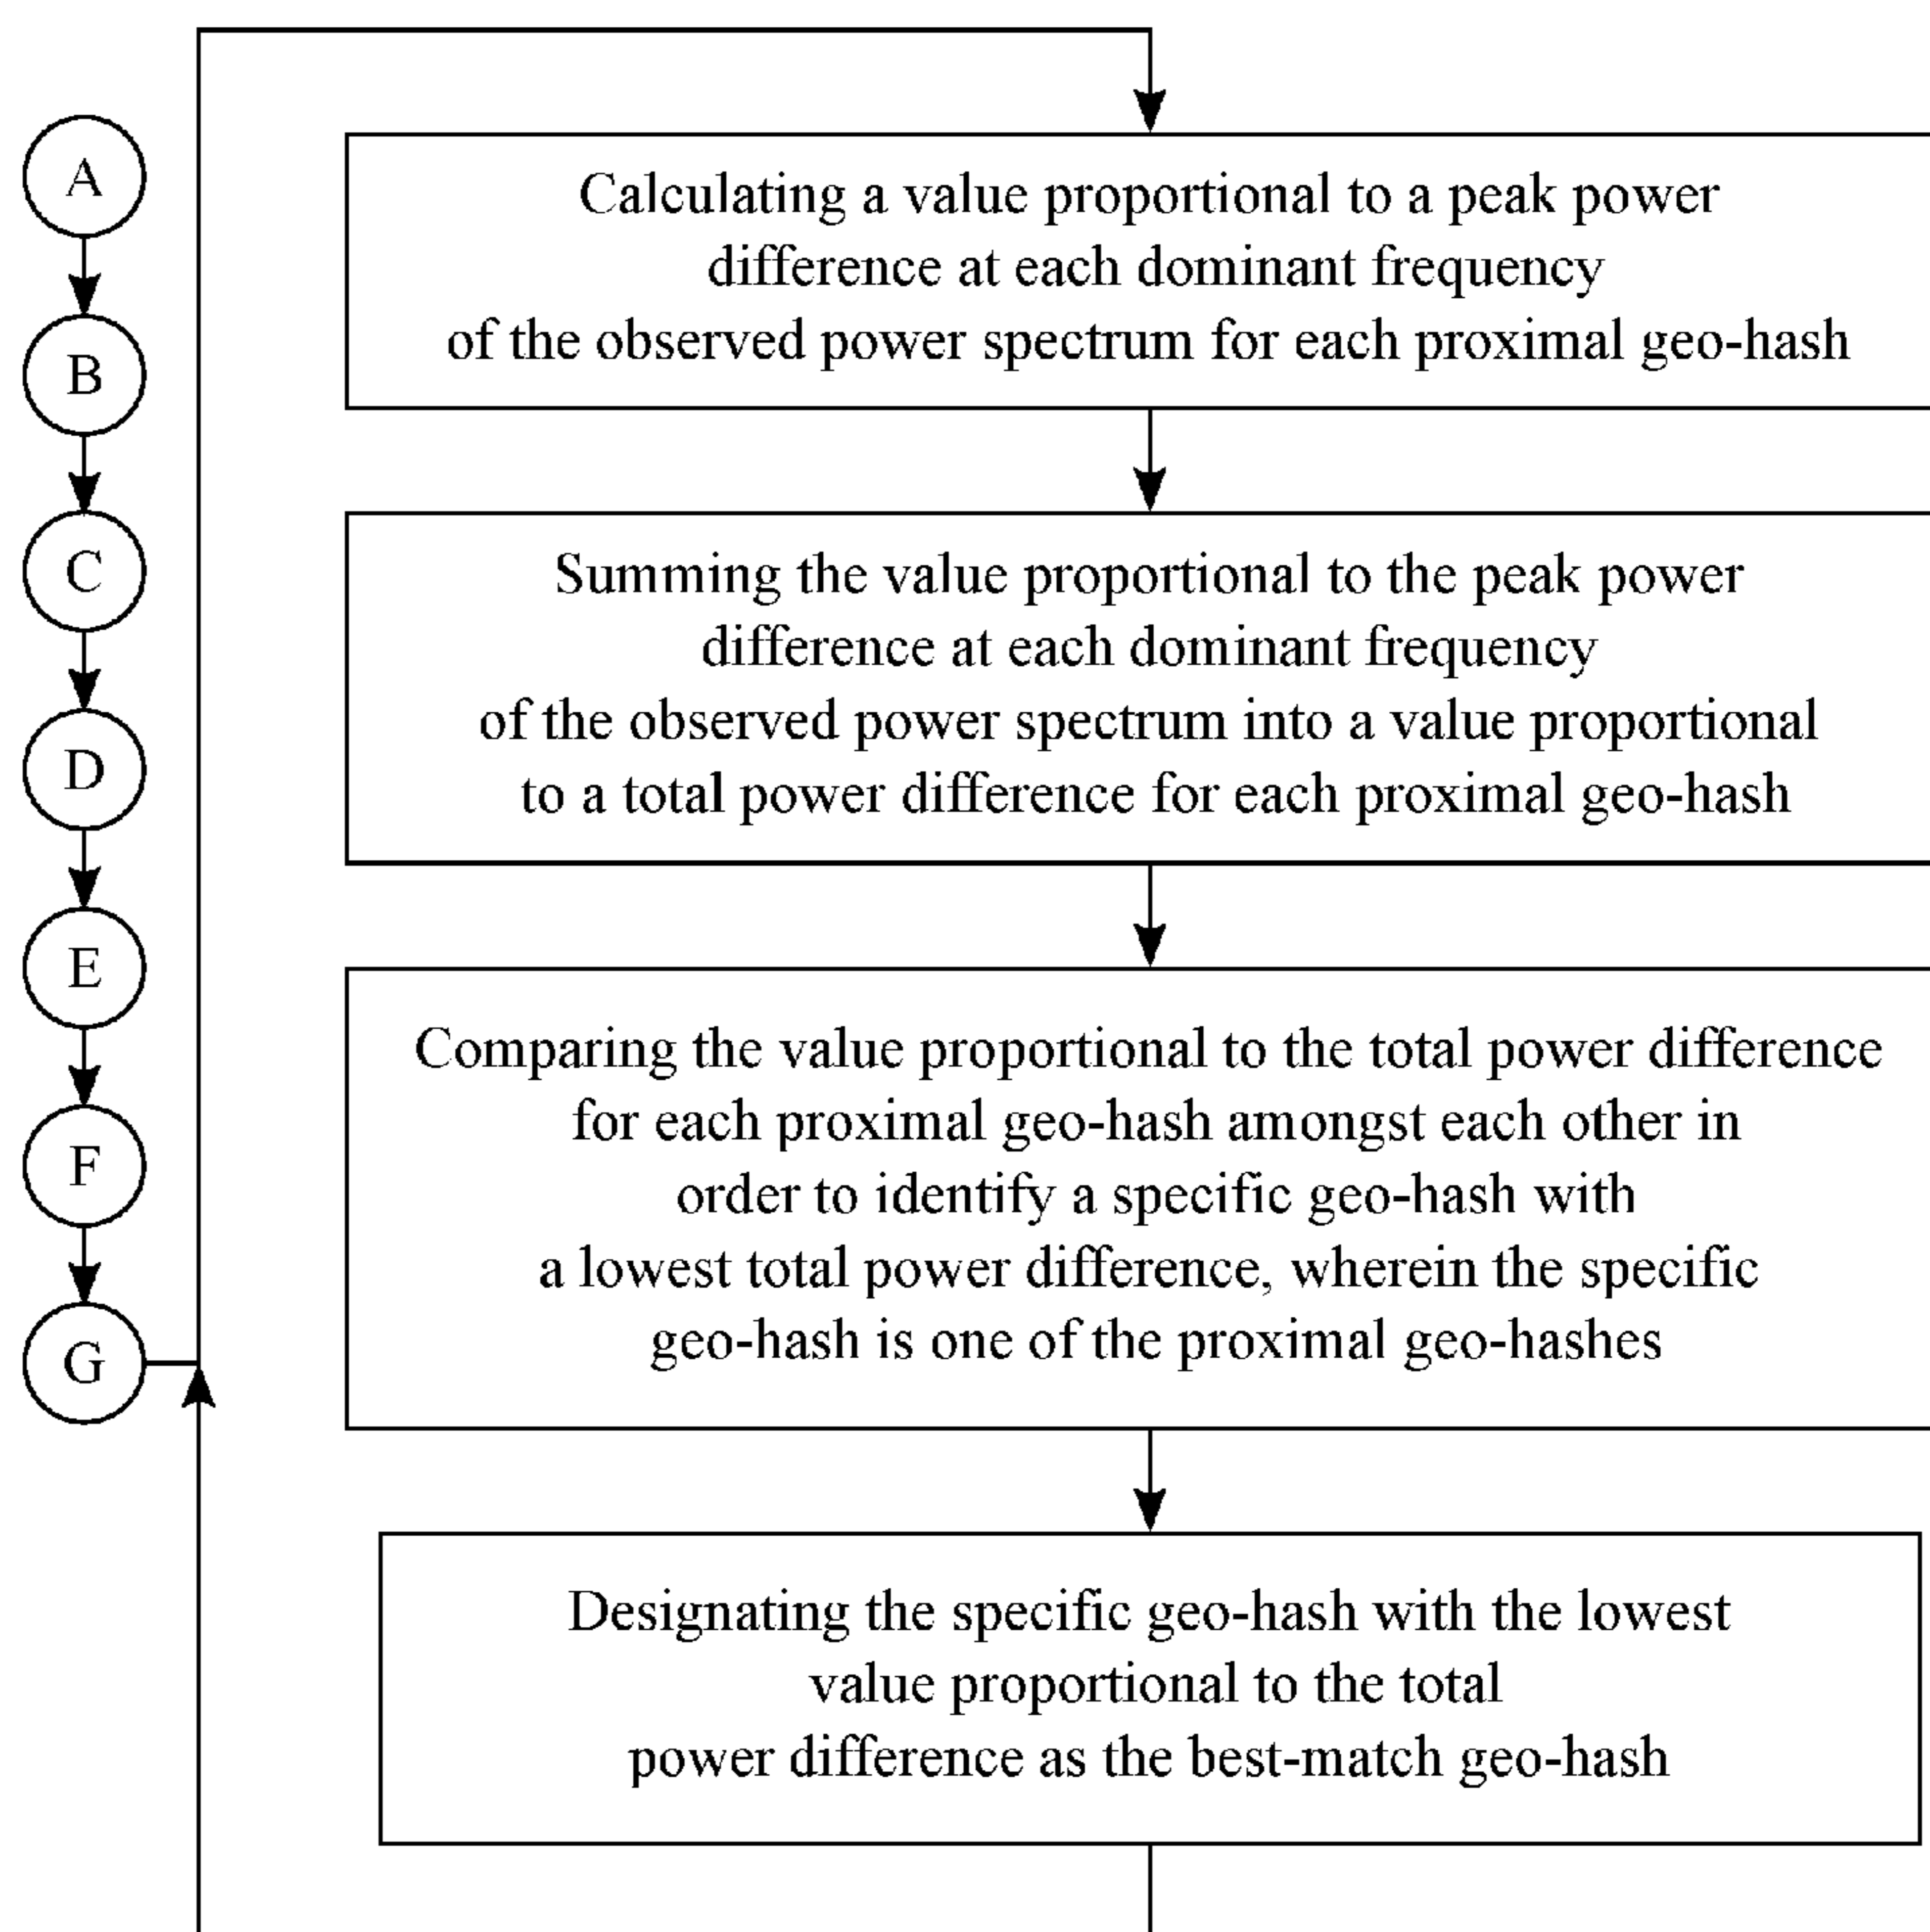 A
B
C
D
E
F
G
Calculating a value proportional to a peak power
difference at each dominant frequency
of the observed power spectrum for each proximal geo-hash
Summing the value proportional to the peak power
difference at each dominant frequency
of the observed power spectrum into a value proportional
to a total power difference for each proximal geo-hash
Comparing the value proportional to the total power difference
for each proximal geo-hash amongst each other in
order to identify a specific geo-hash with
a lowest total power difference, wherein the specific
geo-hash is one of the proximal geo-hashes
Designating the specific geo-hash with the lowest
value proportional to the total
power difference as the best-match geo-hash